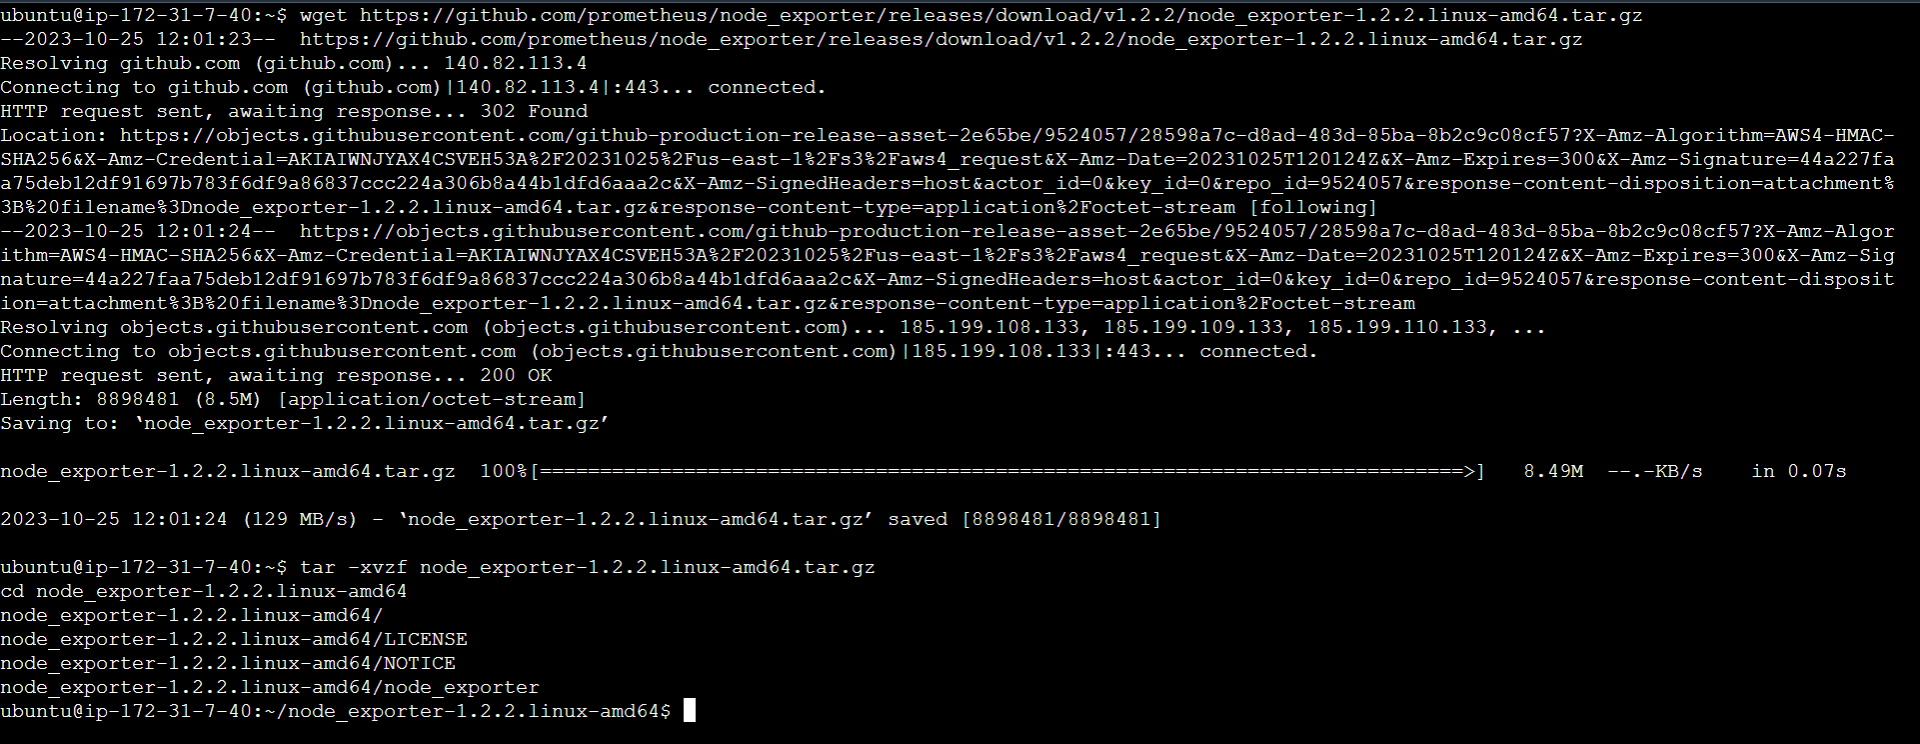 ubuntu@ip-172-31-7-40:~$ wget https://github.com/prometheus/node_exporter/releases/download/v1.2.2/node_exporter-1.2.2.linux-amd64.tar.gz
--2023-10-25 12:01:23--  https://github.com/prometheus/node_exporter/releases/download/v1.2.2/node_exporter-1.2.2.linux-amd64.tar.gz
Resolving github.com (github.com)... 140.82.113.4
Connecting to github.com (github.com)|140.82.113.4|:443... connected.
HTTP request sent, awaiting response... 302 Found
Location: https://objects.githubusercontent.com/github-production-release-asset-2e65be/9524057/28598a7c-d8ad-483d-85ba-8b2c9c08cf57?X-Amz-Algorithm=AWS4-HMAC-
SHA256&X-Amz-Credential=AKIAIWNJYAX4CSVEH53A%2F20231025%2Fus-east-1%2Fs3%2Faws4_request&X-Amz-Date=20231025T120124Z&X-Amz-Expires=300&X-Amz-Signature=44a227fa
a75deb12df91697b783f6df9a86837ccc224a306b8a44b1dfd6aaa2c&X-Amz-SignedHeaders=host&actor_id=0&key_id=0&repo_id=9524057&response-content-disposition=attachment%
3B%20filename%3Dnode_exporter-1.2.2.linux-amd64.tar.gz&response-content-type=application%2Foctet-stream [following]
--2023-10-25 12:01:24--  https://objects.githubusercontent.com/github-production-release-asset-2e65be/9524057/28598a7c-d8ad-483d-85ba-8b2c9c08cf57?X-Amz-Algor
ithm=AWS4-HMAC-SHA256&X-Amz-Credential=AKIAIWNJYAX4CSVEH53A%2F20231025%2Fus-east-1%2Fs3%2Faws4_request&X-Amz-Date=20231025T120124Z&X-Amz-Expires=300&X-Amz-Sig
nature=44a227faa75deb12df91697b783f6df9a86837ccc224a306b8a44b1dfd6aaa2c&X-Amz-SignedHeaders=host&actor_id=0&key_id=0&repo_id=9524057&response-content-disposit
ion=attachment%3B%20filename%3Dnode_exporter-1.2.2.linux-amd64.tar.gz&response-content-type=application%2Foctet-stream
Resolving objects.githubusercontent.com (objects.githubusercontent.com)... 185.199.108.133, 185.199.109.133, 185.199.110.133, ...
Connecting to objects.githubusercontent.com (objects.githubusercontent.com)|185.199.108.133|:443... connected.
HTTP request sent, awaiting response... 200 OK
Length: 8898481 (8.5M) [application/octet-stream]
Saving to: ‘node_exporter-1.2.2.linux-amd64.tar.gz’

node_exporter-1.2.2.linux-amd64.tar.gz  100%[=============================================================================>]   8.49M  --.-KB/s    in 0.07s

2023-10-25 12:01:24 (129 MB/s) - ‘node_exporter-1.2.2.linux-amd64.tar.gz’ saved [8898481/8898481]

ubuntu@ip-172-31-7-40:~$ tar -xvzf node_exporter-1.2.2.linux-amd64.tar.gz
cd node_exporter-1.2.2.linux-amd64
node_exporter-1.2.2.linux-amd64/
node_exporter-1.2.2.linux-amd64/LICENSE
node_exporter-1.2.2.linux-amd64/NOTICE
node_exporter-1.2.2.linux-amd64/node_exporter
ubuntu@ip-172-31-7-40:~/node_exporter-1.2.2.linux-amd64$